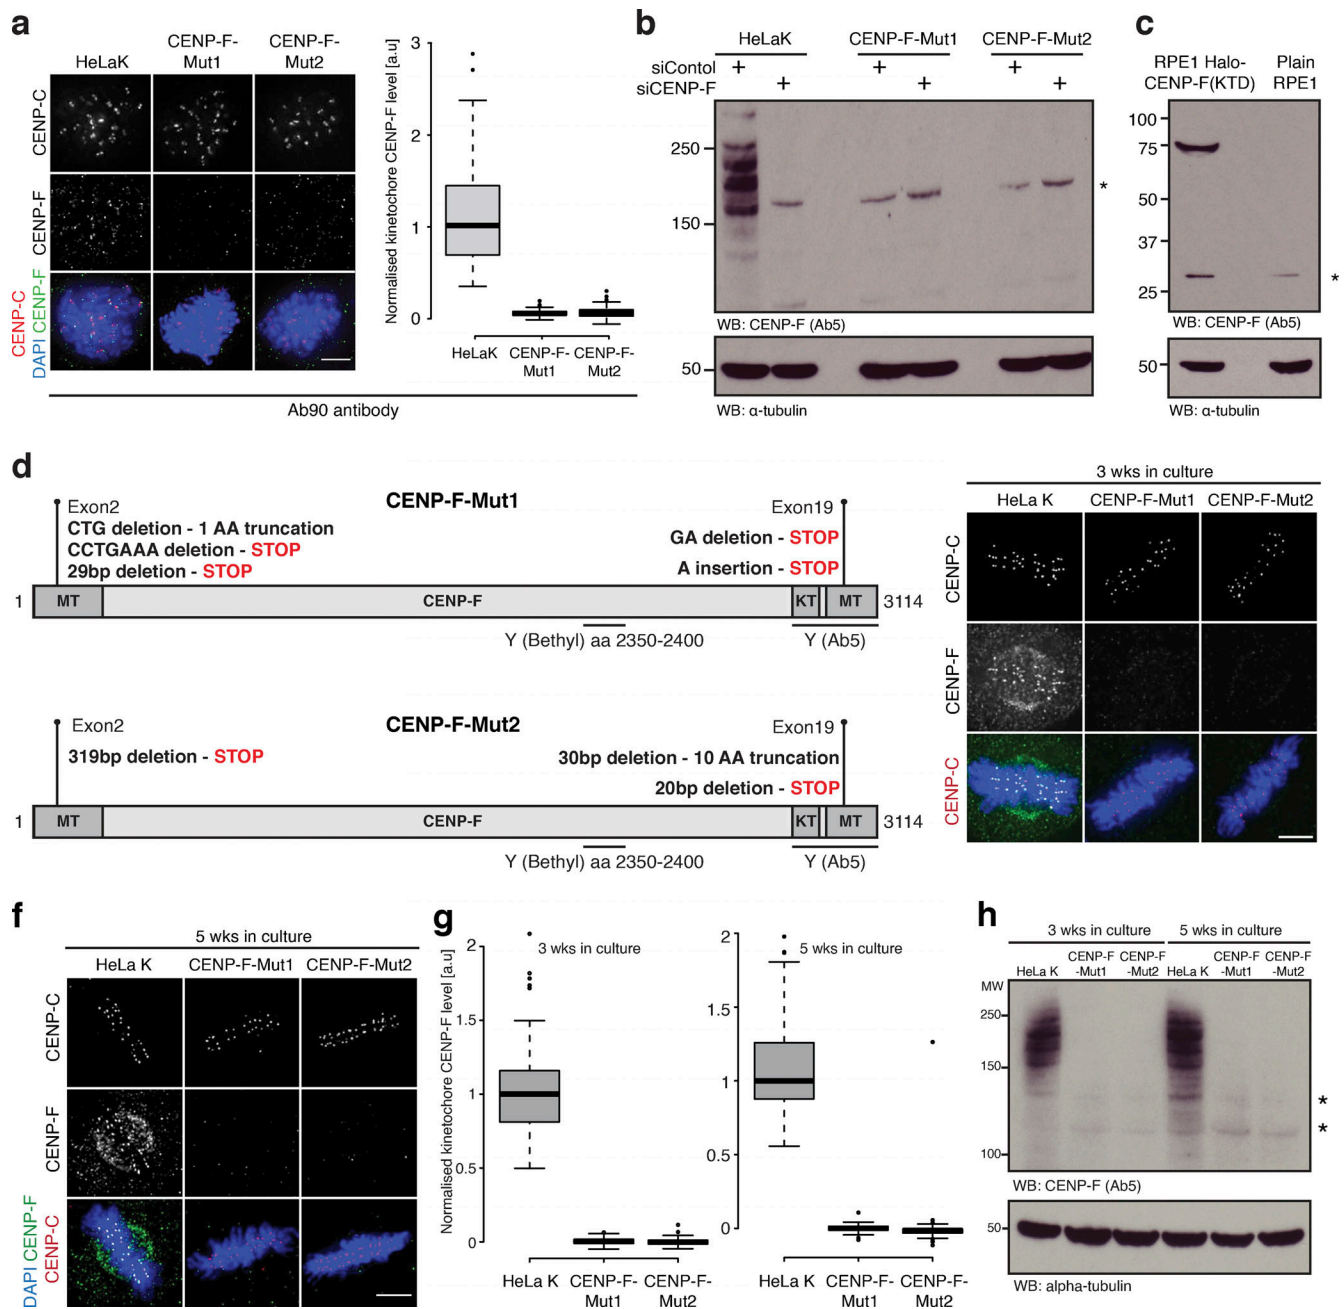 a
HeLaK
CENP-F-
Mut1
CENP-F-
Mut2
CENP-C
CENP-F
CENP-C
DAPI CENP-F
Normalised kinetochore CENP-F level [a.u]
3
2
1
0
HeLaK
CENP-F-
Mut1
CENP-F-
Mut2
Ab90 antibody
b
HeLaK
CENP-F-Mut1
CENP-F-Mut2
siContol + + +
siCENP-F + + +
250
150
*
WB: CENP-F (Ab5)
50
WB: α-tubulin
c
RPE1 Halo-
CENP-F(KTD)
Plain
RPE1
100
75
50
37
25
*
WB: CENP-F (Ab5)
50
WB: α-tubulin
d
Exon2
CENP-F-Mut1
Exon19
CTG deletion - 1 AA truncation
CCTGAAA deletion - STOP
29bp deletion - STOP
GA deletion - STOP
A insertion - STOP
1 MT CENP-F KT MT 3114
Y (Bethyl) aa 2350-2400
Y (Ab5)
Exon2
CENP-F-Mut2
Exon19
319bp deletion - STOP
30bp deletion - 10 AA truncation
20bp deletion - STOP
1 MT CENP-F KT MT 3114
Y (Bethyl) aa 2350-2400
Y (Ab5)
3 wks in culture
HeLa K
CENP-F-Mut1
CENP-F-Mut2
CENP-C
CENP-F
CENP-C
f
5 wks in culture
HeLa K
CENP-F-Mut1
CENP-F-Mut2
CENP-C
CENP-F
DAPI CENP-F
CENP-C
g
Normalised kinetochore CENP-F level [a.u]
3 wks in culture
2
1.5
1
0.5
0
HeLa K
CENP-F-
Mut1
CENP-F-
Mut2
5 wks in culture
2
1.5
1
0.5
0
HeLa K
CENP-F-
Mut1
CENP-F-
Mut2
h
3 wks in culture
5 wks in culture
HeLa K
CENP-F
-Mut1
CENP-F
-Mut2
HeLa K
CENP-F
-Mut1
CENP-F
-Mut2
MW
250
150
100
*
*
WB: CENP-F (Ab5)
50
WB: alpha-tubulin